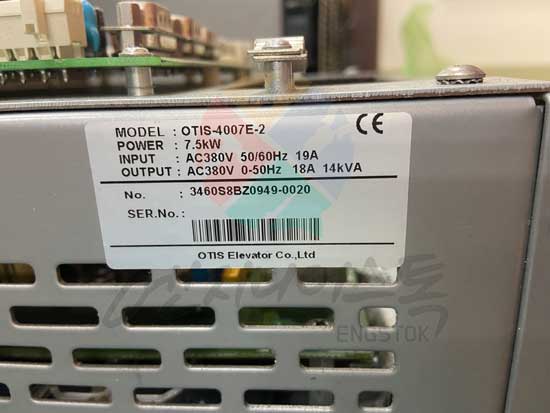 MODEL : OTIS-4007E-2
POWER : 7.5kW
INPUT : AC380V 50/60Hz 19A
OUTPUT : AC380V 0-50Hz 18A 14kVA
CE
No. : 3460S8BZ0949-0020
SER.No.:
OTIS Elevator Co.,Ltd
ENGSTOK